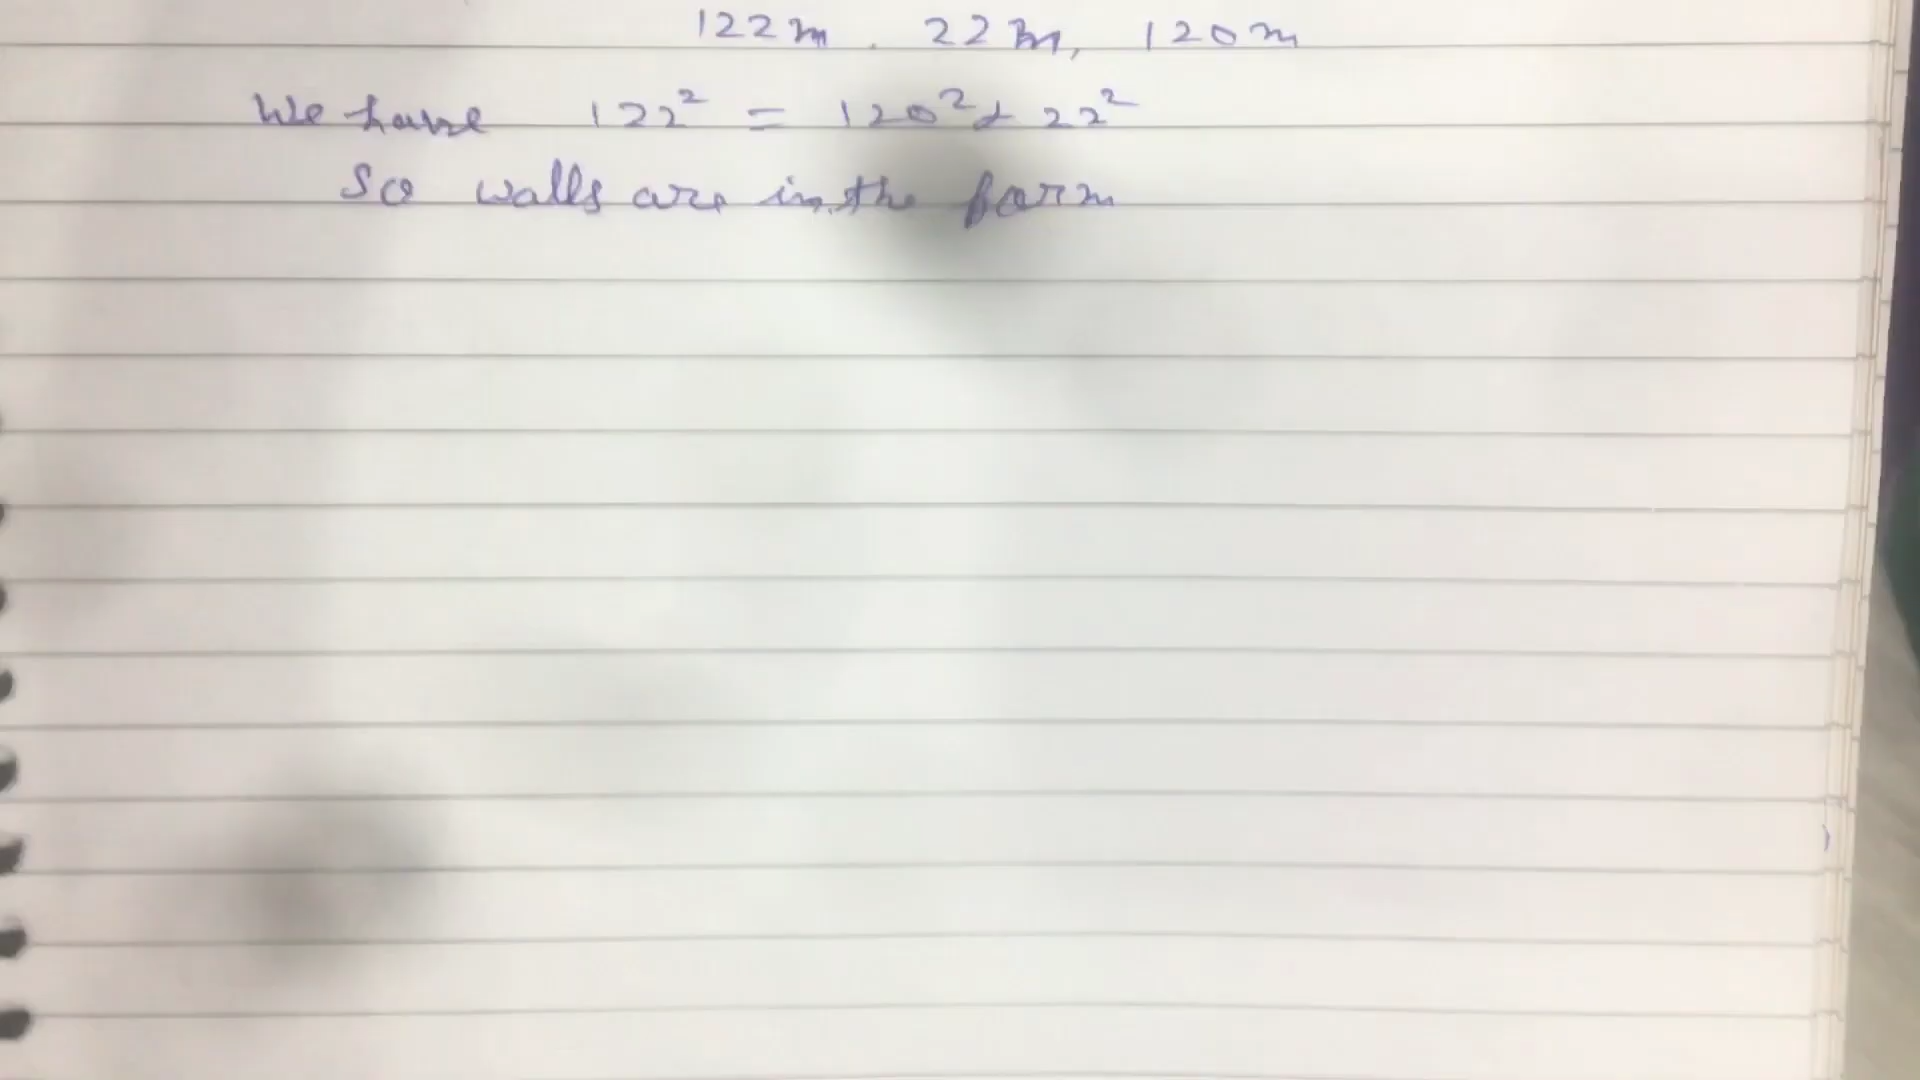 122m . 22m, 120m
We have 122² = 120² + 22²
So walls are in the form